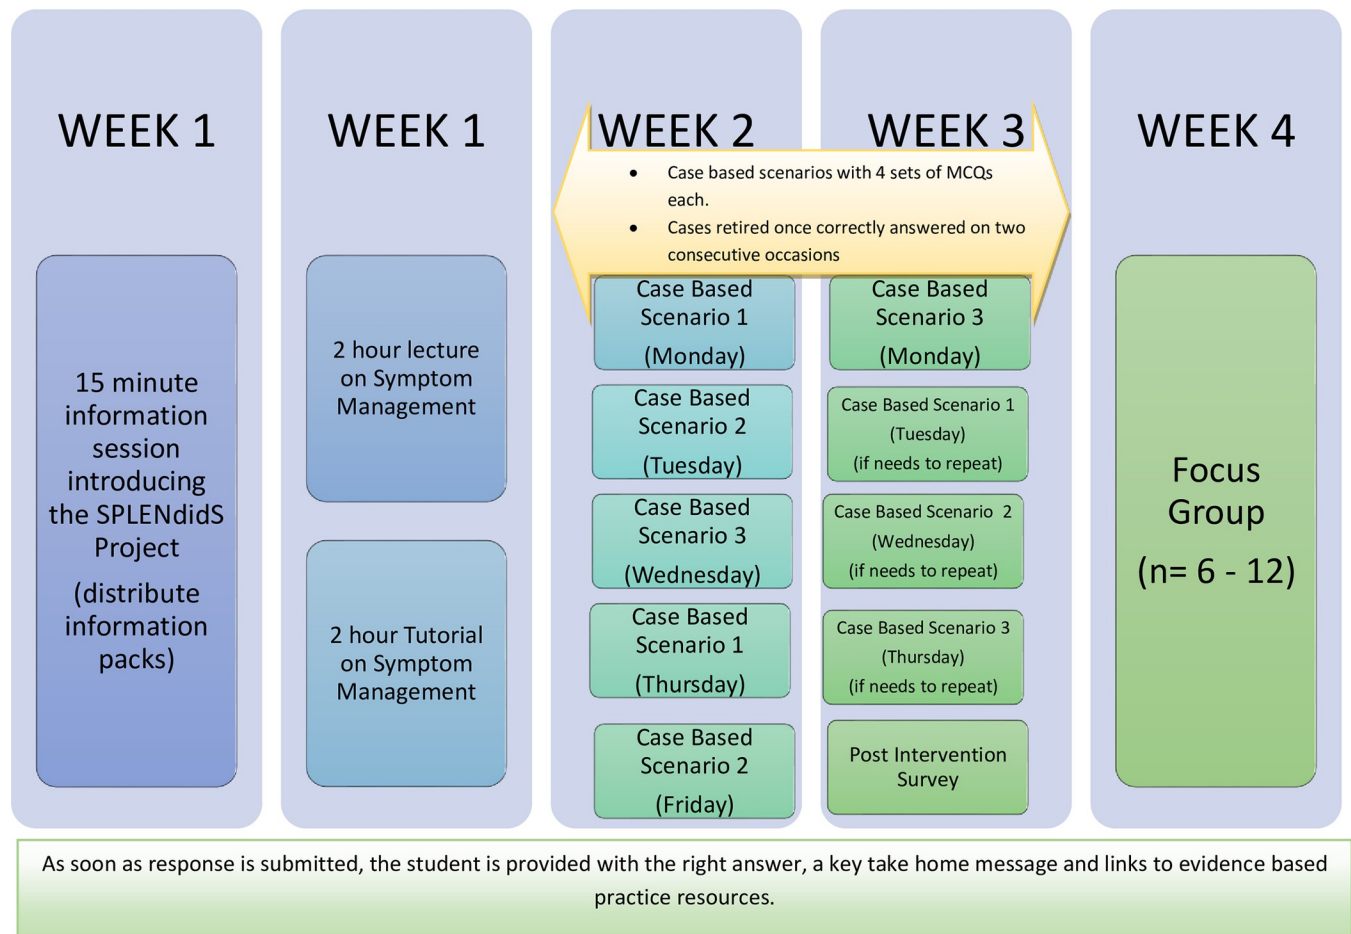 WEEK 1
15 minute
information
session
introducing
the SPLENdidS
Project
(distribute
information
packs)
WEEK 1
2 hour lecture
on Symptom
Management
2 hour Tutorial
on Symptom
Management
WEEK 2
WEEK 3
• Case based scenarios with 4 sets of MCQs
each.
• Cases retired once correctly answered on two
consecutive occasions
Case Based
Scenario 1
(Monday)
Case Based
Scenario 2
(Tuesday)
Case Based
Scenario 3
(Wednesday)
Case Based
Scenario 1
(Thursday)
Case Based
Scenario 2
(Friday)
Case Based
Scenario 3
(Monday)
Case Based Scenario 1
(Tuesday)
(if needs to repeat)
Case Based Scenario 2
(Wednesday)
(if needs to repeat)
Case Based Scenario 3
(Thursday)
(if needs to repeat)
Post Intervention
Survey
WEEK 4
Focus
Group
(n= 6 - 12)
As soon as response is submitted, the student is provided with the right answer, a key take home message and links to evidence based
practice resources.